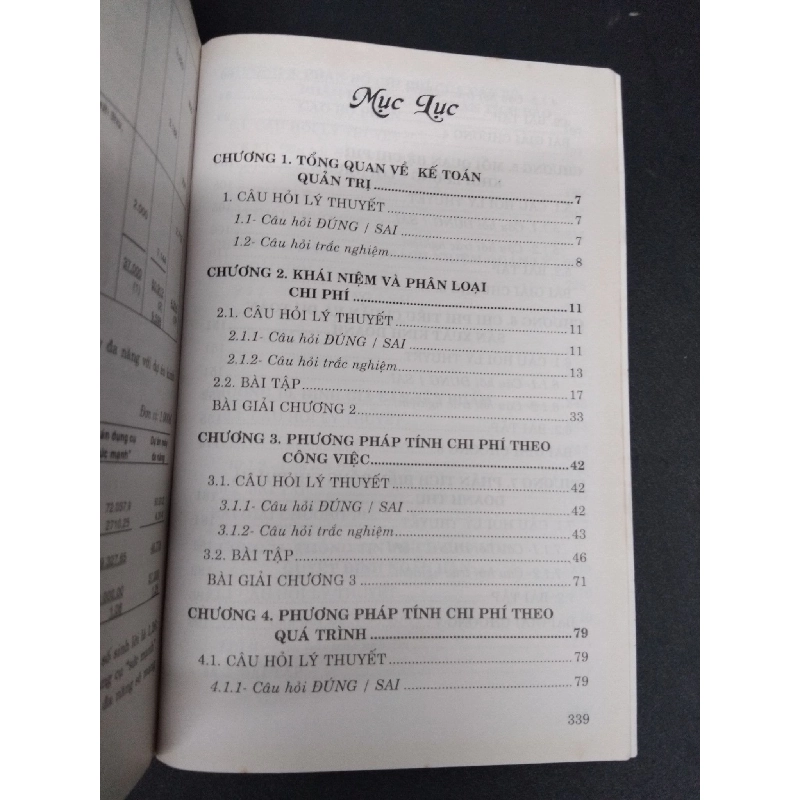 Mục Lục
CHƯƠNG 1. TỔNG QUAN VỀ KẾ TOÁN
QUẢN TRỊ 7
1. CÂU HỎI LÝ THUYẾT 7
1.1- Câu hỏi ĐÚNG / SAI 7
1.2- Câu hỏi trắc nghiệm 8
CHƯƠNG 2. KHÁI NIỆM VÀ PHÂN LOẠI
CHI PHÍ 11
2.1. CÂU HỎI LÝ THUYẾT 11
2.1.1- Câu hỏi ĐÚNG / SAI 11
2.1.2- Câu hỏi trắc nghiệm 13
2.2. BÀI TẬP 17
BÀI GIẢI CHƯƠNG 2 33
CHƯƠNG 3. PHƯƠNG PHÁP TÍNH CHI PHÍ THEO
CÔNG VIỆC 42
3.1. CÂU HỎI LÝ THUYẾT 42
3.1.1- Câu hỏi ĐÚNG / SAI 42
3.1.2- Câu hỏi trắc nghiệm 43
3.2. BÀI TẬP 46
BÀI GIẢI CHƯƠNG 3 71
CHƯƠNG 4. PHƯƠNG PHÁP TÍNH CHI PHÍ THEO
QUÁ TRÌNH 79
4.1. CÂU HỎI LÝ THUYẾT 79
4.1.1- Câu hỏi ĐÚNG / SAI 79
339